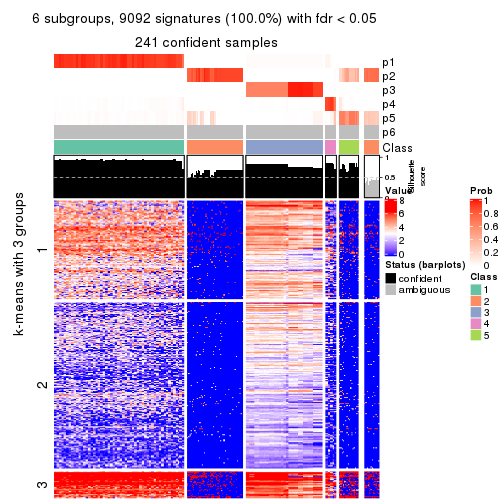 6 subgroups, 9092 signatures (100.0%) with fdr < 0.05
241 confident samples
p1
p2
p3
p4
p5
p6
Class
1
0.5
0
Silhouette
score
k-means with 3 groups
1
2
3
Value
8
6
4
2
0
Status (barplots)
confident
ambiguous
Prob
1
0.8
0.6
0.4
0.2
0
Class
1
2
3
4
5